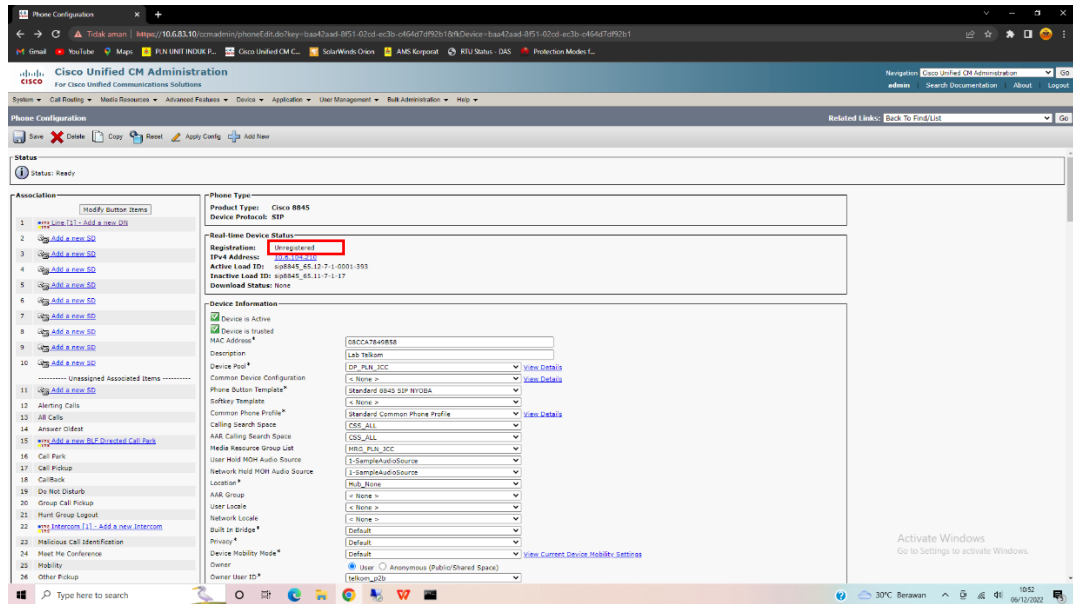 Phone Configuration
Tidak aman | https://10.6.83.10/ccmadmin/phoneEdit.do?key=baa42aad-8f51-02cd-ec3b-c464d7df92b1&fkDevice=baa42aad-8f51-02cd-ec3b-c464d7df92b1
Gmail YouTube Maps PLN UNIT INDUK P... Cisco Unified CM C... SolarWinds Orion AMS Korporat RTU Status - DAS Protection Modes f...
Cisco Unified CM Administration
CISCO For Cisco Unified Communications Solutions
Navigation Cisco Unified CM Administration Go
admin Search Documentation About Logout
System Call Routing Media Resources Advanced Features Device Application User Management Bulk Administration Help
Phone Configuration
Related Links: Back To Find/List Go
Save Delete Copy Reset Apply Config Add New
Status
Status: Ready
Association
Modify Button Items
1 Line [1] - Add a new DN
2 Add a new SD
3 Add a new SD
4 Add a new SD
5 Add a new SD
6 Add a new SD
7 Add a new SD
8 Add a new SD
9 Add a new SD
10 Add a new SD
---------- Unassigned Associated Items ----------
11 Add a new SD
12 Alerting Calls
13 All Calls
14 Answer Oldest
15 Add a new BLF Directed Call Park
16 Call Park
17 Call Pickup
18 CallBack
19 Do Not Disturb
20 Group Call Pickup
21 Hunt Group Logout
22 Intercom [1] - Add a new Intercom
23 Malicious Call Identification
24 Meet Me Conference
25 Mobility
26 Other Pickup
Phone Type
Product Type: Cisco 8845
Device Protocol: SIP
Real-time Device Status
Registration: Unregistered
IPv4 Address: 10.6.104.210
Active Load ID: sip8845_65.12-7-1-0001-393
Inactive Load ID: sip8845_65.11-7-1-17
Download Status: None
Device Information
Device is Active
Device is trusted
MAC Address* 08CCA7849B58
Description Lab Telkom
Device Pool* DP_PLN_JCC View Details
Common Device Configuration < None > View Details
Phone Button Template* Standard 8845 SIP NYOBA
Softkey Template < None >
Common Phone Profile* Standard Common Phone Profile View Details
Calling Search Space CSS_ALL
AAR Calling Search Space CSS_ALL
Media Resource Group List MRG_PLN_JCC
User Hold MOH Audio Source 1-SampleAudioSource
Network Hold MOH Audio Source 1-SampleAudioSource
Location* Hub_None
AAR Group < None >
User Locale < None >
Network Locale < None >
Built In Bridge* Default
Privacy* Default
Device Mobility Mode* Default View Current Device Mobility Settings
Owner User Anonymous (Public/Shared Space)
Owner User ID* telkom_p2b
Activate Windows
Go to Settings to activate Windows.
Type here to search
30°C Berawan
10:52
06/12/2022